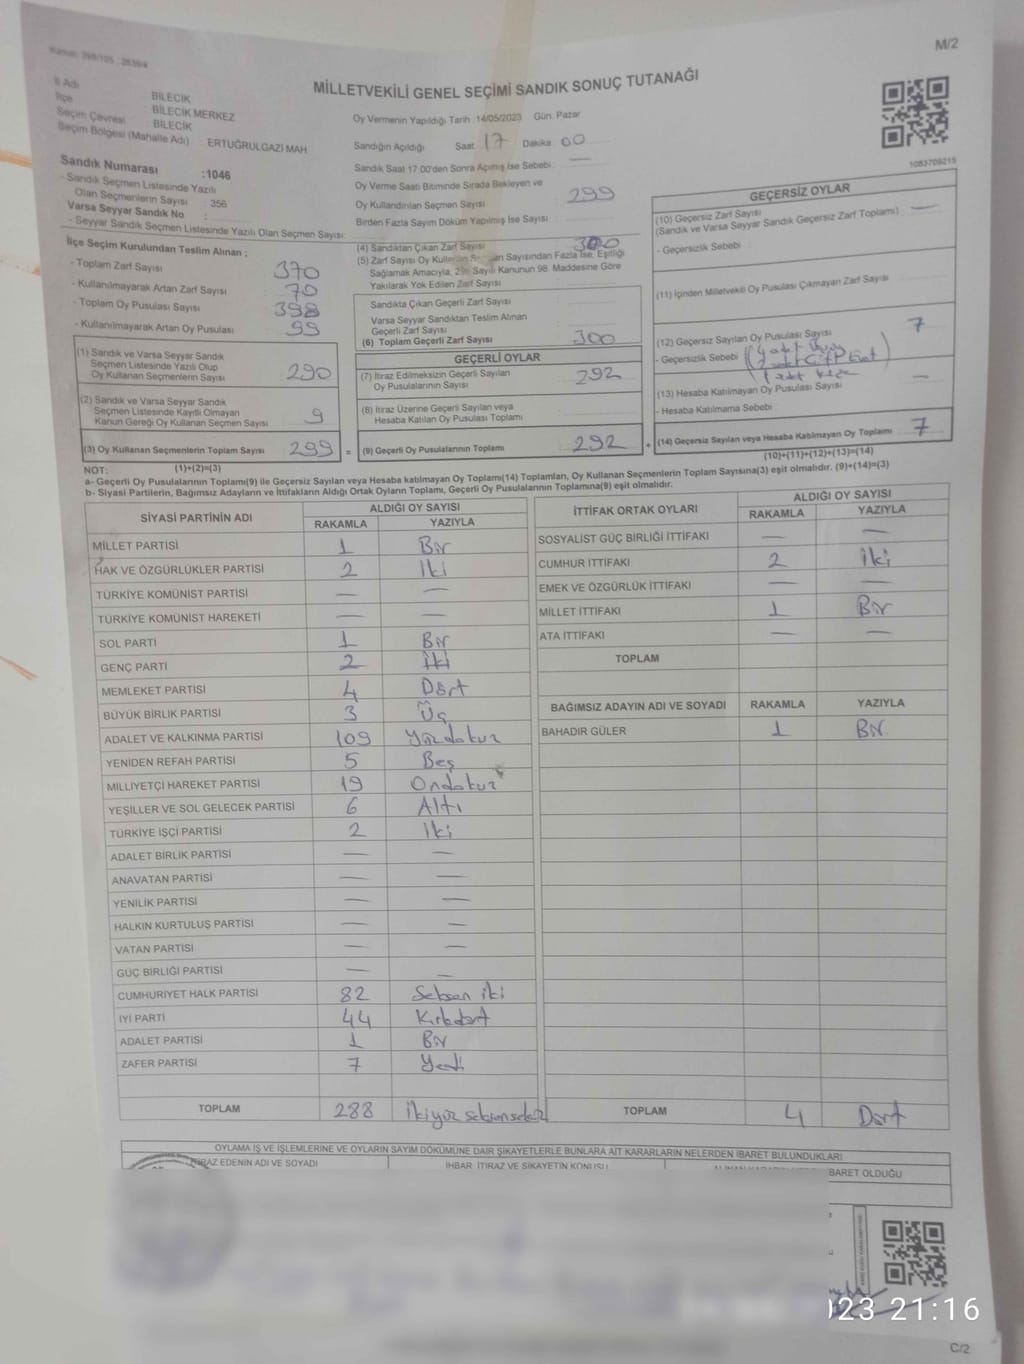 M/2
Kanun: 298/105 , 2839/4
MİLLETVEKİLİ GENEL SEÇİMİ SANDIK SONUÇ TUTANAĞI
İl Adı BİLECİK
İlçe BİLECİK MERKEZ
Seçim Çevresi BİLECİK
Seçim Bölgesi (Mahalle Adı) : ERTUĞRULGAZİ MAH
Oy Vermenin Yapıldığı Tarih :14/05/2023 Gün: Pazar
Sandığın Açıldığı Saat: 17 Dakika 00
1083709215
Sandık Numarası :1046
- Sandık Seçmen Listesinde Yazılı
Olan Seçmenlerin Sayısı : 356
Varsa Seyyar Sandık No :
- Seyyar Sandık Seçmen Listesinde Yazılı Olan Seçmen Sayısı:
Sandık Saat 17.00'den Sonra Açılmış İse Sebebi : —
Oy Verme Saati Bitiminde Sırada Bekleyen ve
Oy Kullandırılan Seçmen Sayısı 299
Birden Fazla Sayım Döküm Yapılmış İse Sayısı :
İlçe Seçim Kurulundan Teslim Alınan ;
- Toplam Zarf Sayısı 370
- Kullanılmayarak Artan Zarf Sayısı 70
- Toplam Oy Pusulası Sayısı 398
- Kullanılmayarak Artan Oy Pusulası 99
(1) Sandık ve Varsa Seyyar Sandık
Seçmen Listesinde Yazılı Olup
Oy Kullanan Seçmenlerin Sayısı 290
(2) Sandık ve Varsa Seyyar Sandık
Seçmen Listesinde Kayıtlı Olmayan
Kanun Gereği Oy Kullanan Seçmen Sayısı 9
(3) Oy Kullanan Seçmenlerin Toplam Sayısı 299 =
(1)+(2)=(3)
(4) Sandıktan Çıkan Zarf Sayısı 300
(5) Zarf Sayısı Oy Sayısından Fazla İse, Eşitliği
Sağlamak Amacıyla, Sayılı Kanunun 98. Maddesine Göre
Yakılarak Yok Edilen Zarf Sayısı
Sandıkta Çıkan Geçerli Zarf Sayısı
Varsa Seyyar Sandıktan Teslim Alınan
Geçerli Zarf Sayısı
(6) Toplam Geçerli Zarf Sayısı 300
GEÇERLİ OYLAR
(7) İtiraz Edilmeksizin Geçerli Sayılan
Oy Pusulalarının Sayısı 292
(8) İtiraz Üzerine Geçerli Sayılan veya
Hesaba Katılan Oy Pusulası Toplamı
(9) Geçerli Oy Pusulalarının Toplamı 292 +
GEÇERSİZ OYLAR
(10) Geçersiz Zarf Sayısı
(Sandık ve Varsa Seyyar Sandık Geçersiz Zarf Toplamı) —
- Geçersizlik Sebebi :
(11) İçinden Milletvekili Oy Pusulası Çıkmayan Zarf Sayısı
(12) Geçersiz Sayılan Oy Pusulası Sayısı 7
- Geçersizlik Sebebi
(13) Hesaba Katılmayan Oy Pusulası Sayısı —
- Hesaba Katılmama Sebebi :
(14) Geçersiz Sayılan veya Hesaba Katılmayan Oy Toplamı 7
(10)+(11)+(12)+(13)=(14)
NOT:
a- Geçerli Oy Pusulalarının Toplamı(9) ile Geçersiz Sayılan veya Hesaba katılmayan Oy Toplamı(14) Toplamları, Oy Kullanan Seçmenlerin Toplam Sayısına(3) eşit olmalıdır. (9)+(14)=(3)
b- Siyasi Partilerin, Bağımsız Adayların ve İttifakların Aldığı Ortak Oyların Toplamı, Geçerli Oy Pusulalarının Toplamına(9) eşit olmalıdır.
SİYASİ PARTİNİN ADI ALDIĞI OY SAYISI
RAKAMLA YAZIYLA
MİLLET PARTİSİ 1 Bir
HAK VE ÖZGÜRLÜKLER PARTİSİ 2 İki
TÜRKİYE KOMÜNİST PARTİSİ — —
TÜRKİYE KOMÜNİST HAREKETİ — —
SOL PARTİ 1 Bir
GENÇ PARTİ 2 İki
MEMLEKET PARTİSİ 4 Dört
BÜYÜK BİRLİK PARTİSİ 3 Üç
ADALET VE KALKINMA PARTİSİ 109 Yüzdokuz
YENİDEN REFAH PARTİSİ 5 Beş
MİLLİYETÇİ HAREKET PARTİSİ 19 Ondokuz
YEŞİLLER VE SOL GELECEK PARTİSİ 6 Altı
TÜRKİYE İŞÇİ PARTİSİ 2 İki
ADALET BİRLİK PARTİSİ — —
ANAVATAN PARTİSİ — —
YENİLİK PARTİSİ — —
HALKIN KURTULUŞ PARTİSİ — —
VATAN PARTİSİ — —
GÜÇ BİRLİĞİ PARTİSİ — —
CUMHURİYET HALK PARTİSİ 82 Seksen iki
İYİ PARTİ 44 Kırkdört
ADALET PARTİSİ 1 Bir
ZAFER PARTİSİ 7 Yedi
TOPLAM 288 İkiyüz seksensekiz
İTTİFAK ORTAK OYLARI ALDIĞI OY SAYISI
RAKAMLA YAZIYLA
SOSYALİST GÜÇ BİRLİĞİ İTTİFAKI — —
CUMHUR İTTİFAKI 2 İki
EMEK VE ÖZGÜRLÜK İTTİFAKI — —
MİLLET İTTİFAKI 1 Bir
ATA İTTİFAKI — —
TOPLAM
BAĞIMSIZ ADAYIN ADI VE SOYADI RAKAMLA YAZIYLA
BAHADIR GÜLER 1 Bir
TOPLAM 4 Dört
OYLAMA İŞ VE İŞLEMLERİNE VE OYLARIN SAYIM DÖKÜMÜNE DAİR ŞİKAYETLERLE BUNLARA AİT KARARLARIN NELERDEN İBARET BULUNDUKLARI
İTİRAZ EDENİN ADI VE SOYADI İHBAR İTİRAZ VE ŞİKAYETİN KONUSU İBARET OLDUĞU
023 21:16
C/2